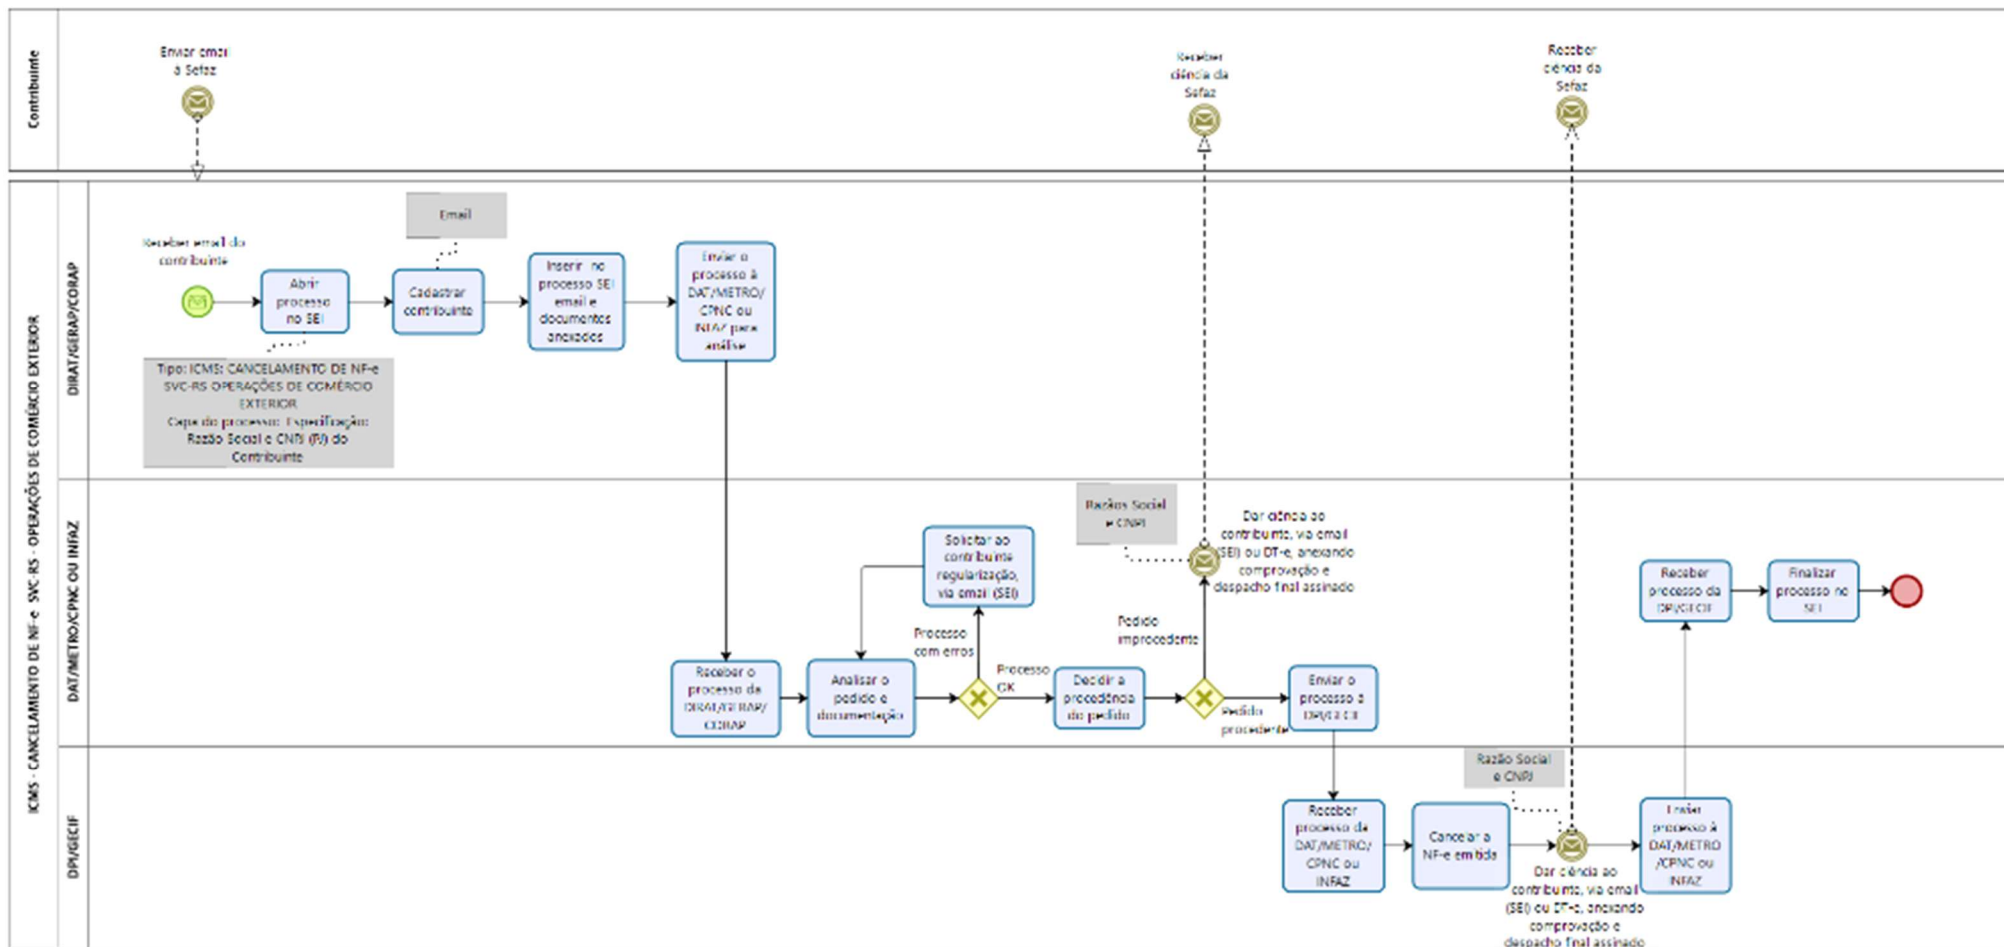 Contribuinte
Enviar email
à Sefaz
Receber
ciência da
Sefaz
Receber
ciência da
Sefaz
ICMS - CANCELAMENTO DE NF-e SVC-RS - OPERAÇÕES DE COMÉRCIO EXTERIOR
DIRAT/GERAP/CORAP
Receber email do
contribuinte
Abrir
processo
no SEI
Tipo: ICMS: CANCELAMENTO DE NF-e
SVC-RS OPERAÇÕES DE COMÉRCIO
EXTERIOR
Capa do processo: Especificação:
Razão Social e CNPJ (PJ) do
Contribuinte
Email
Cadastrar
contribuinte
Inserir no
processo SEI
email e
documentos
anexados
Enviar o
processo à
DAT/METRO/
CPNC ou
INFAZ para
análise
DAT/METRO/CPNC OU INFAZ
Receber o
processo da
DIRAT/GERAP/
CORAP
Analisar o
pedido e
documentação
Solicitar ao
contribuinte
regularização,
via email (SEI)
Processo
com erros
Processo
OK
Decidir a
procedência
do pedido
Razãos Social
e CNPJ
Dar ciência ao
contribuinte, via email
(SEI) ou DT-e, anexando
comprovação e
despacho final assinado
Pedido
improcedente
Pedido
procedente
Enviar o
processo à
DPI/GECIF
Receber
processo da
DPI/GECIF
Finalizar
processo no
SEI
DPI/GECIF
Receber
processo da
DAT/METRO/
CPNC ou
INFAZ
Cancelar a
NF-e emitida
Razão Social
e CNPJ
Dar ciência ao
contribuinte, via email
(SEI) ou DT-e, anexando
comprovação e
despacho final assinado
Enviar
processo à
DAT/METRO
/CPNC ou
INFAZ